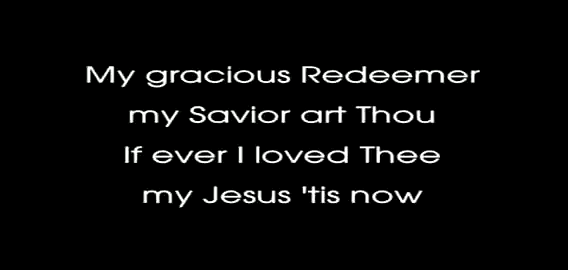 My gracious Redeemer
my Savior art Thou
If ever I loved Thee
my Jesus 'tis now